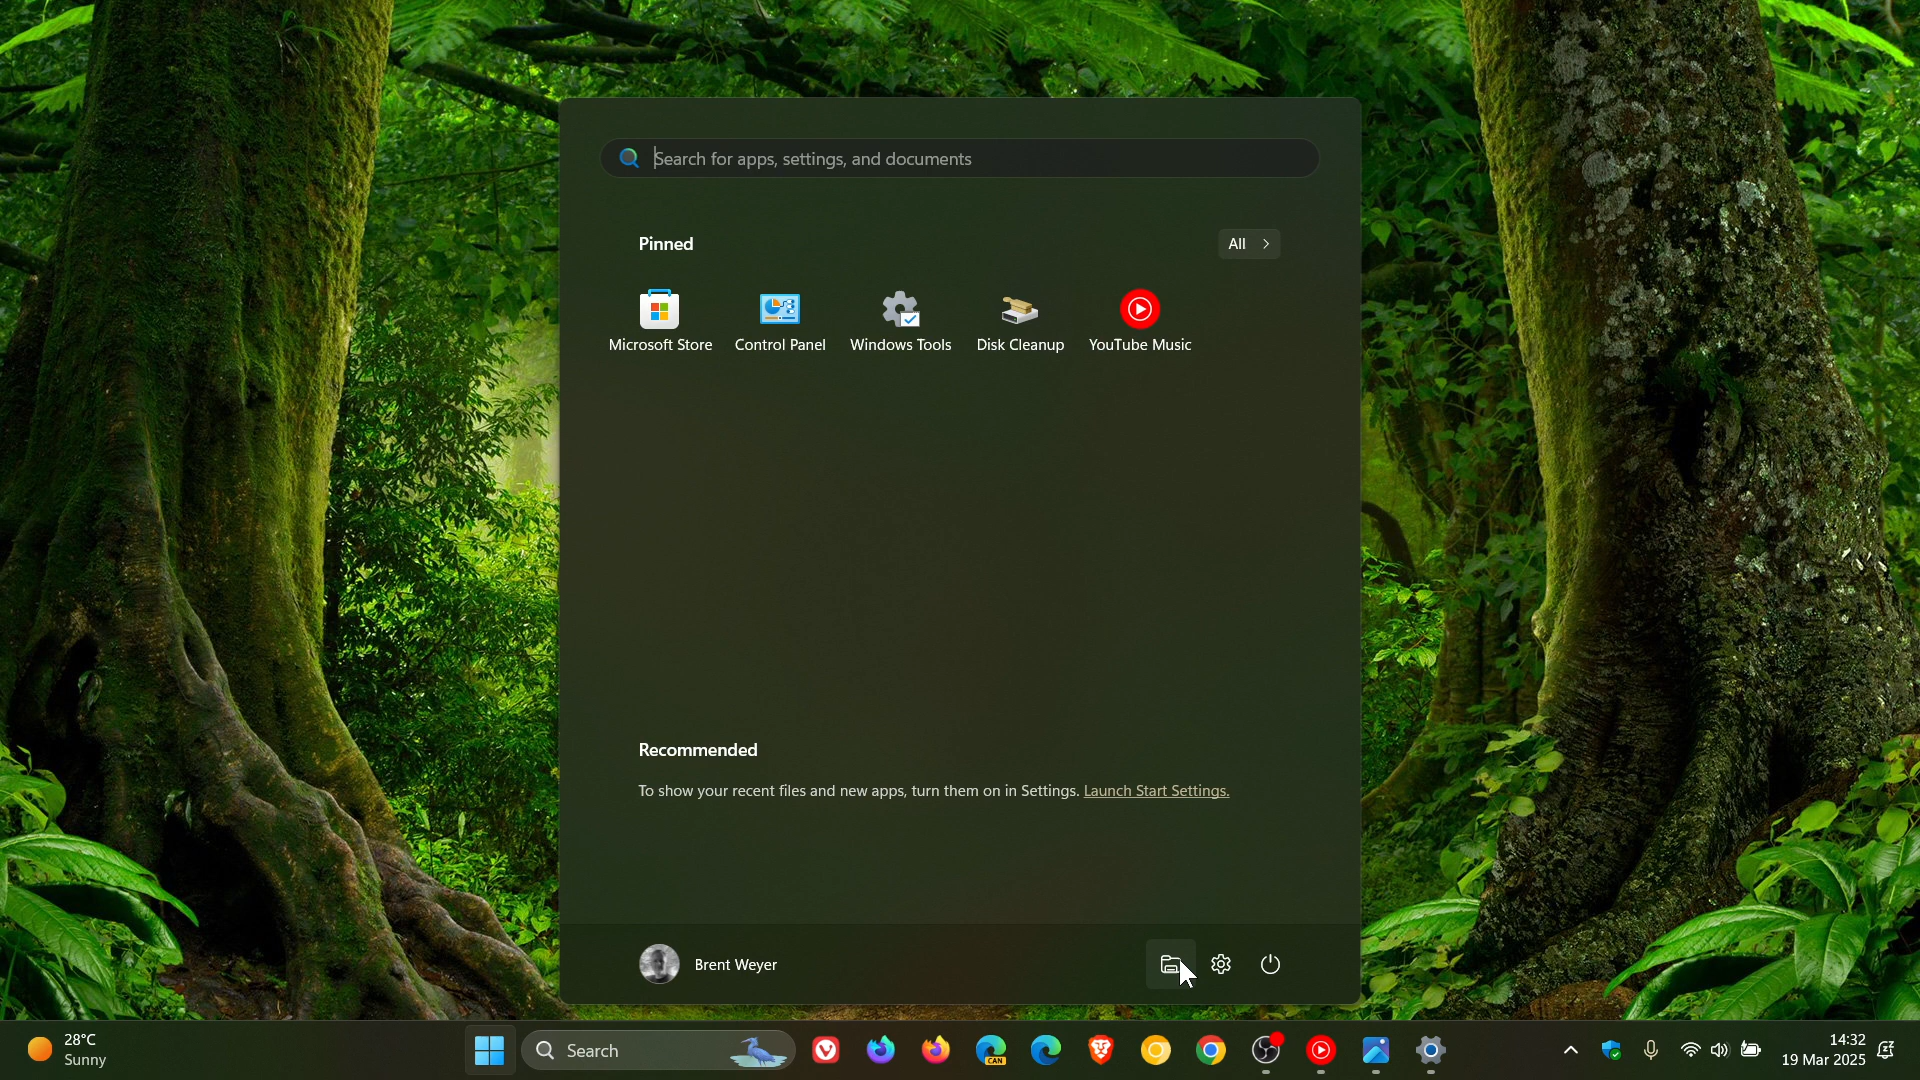 Search for apps, settings, and documents
Pinned
All
Microsoft Store
Control Panel
Windows Tools
Disk Cleanup
YouTube Music
Recommended
To show your recent files and new apps, turn them on in Settings. Launch Start Settings.
Brent Weyer
28°C
Sunny
Search
CAN
14:32
19 Mar 2025